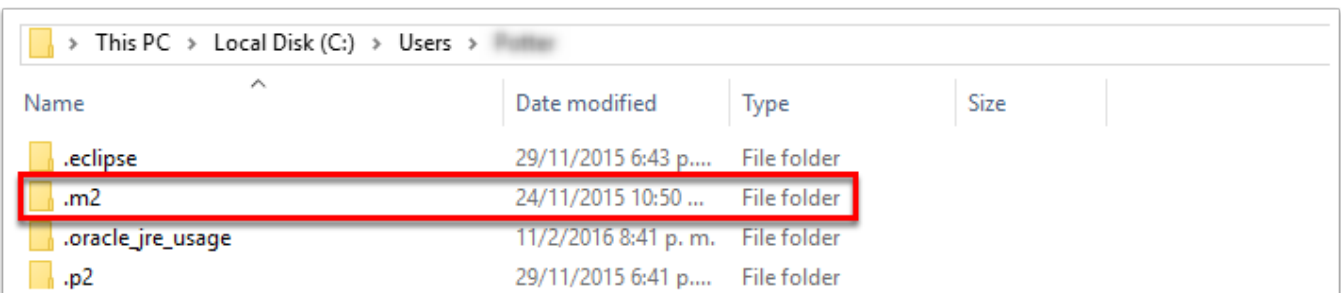 This PC > Local Disk (C:) > Users >
Name Date modified Type Size
.eclipse 29/11/2015 6:43 p.... File folder
.m2 24/11/2015 10:50 ... File folder
.oracle_jre_usage 11/2/2016 8:41 p. m. File folder
.p2 29/11/2015 6:41 p.... File folder